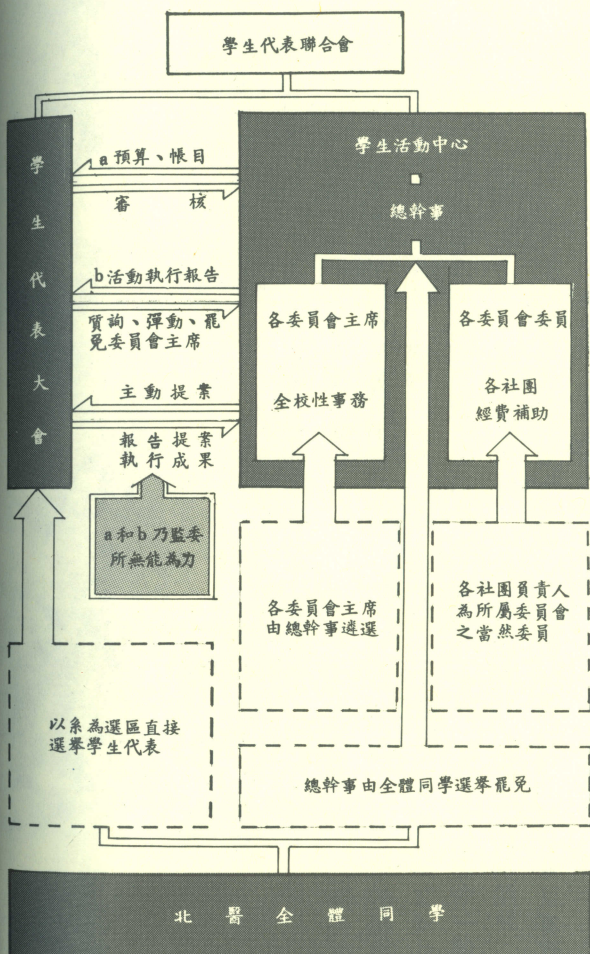 學生代表聯合會
學生代表大會
a預算、帳目
審核
b活動執行報告
質詢、彈動、罷
免委員會主席
主動提案
報告提案
執行成果
a和b乃監委
所無能為力
學生活動中心
總幹事
各委員會主席
全校性事務
各委員會委員
各社團
經費補助
各委員會主席
由總幹事遴選
各社團負責人
為所屬委員會
之當然委員
以系為選區直接
選舉學生代表
總幹事由全體同學選舉罷免
北醫全體同學